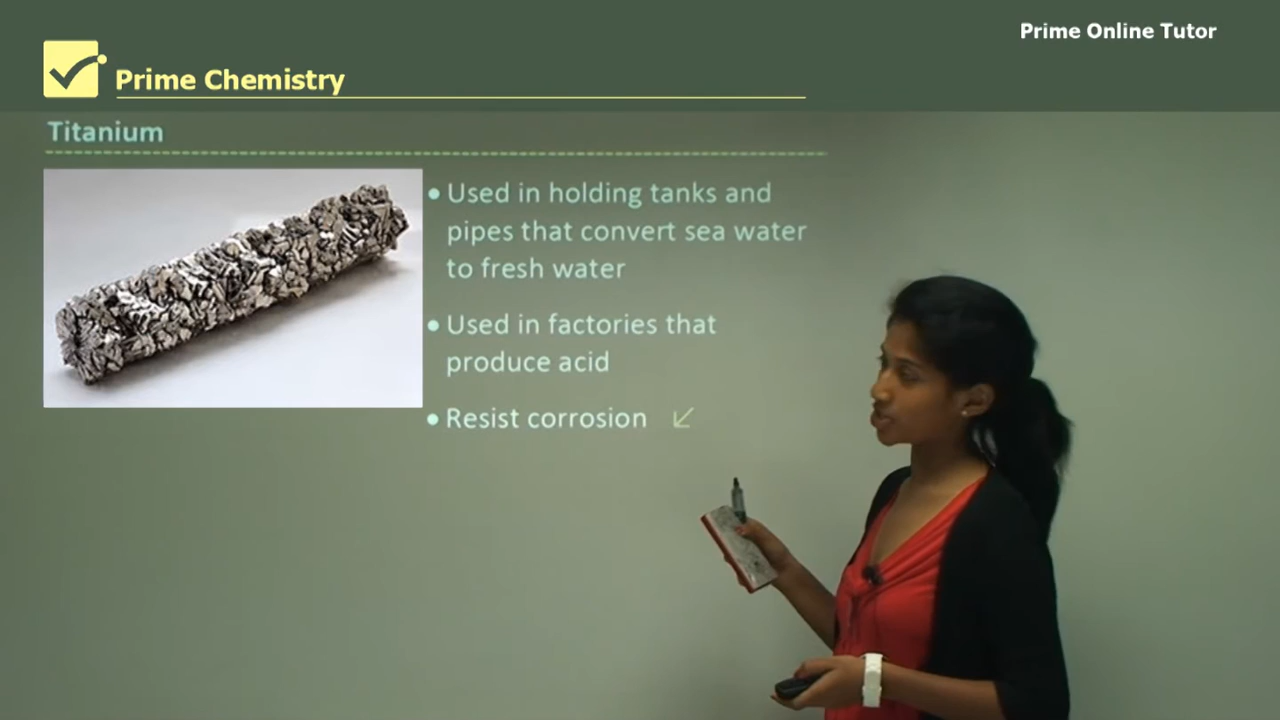 Prime Online Tutor
Prime Chemistry
Titanium
• Used in holding tanks and
pipes that convert sea water
to fresh water
• Used in factories that
produce acid
• Resist corrosion